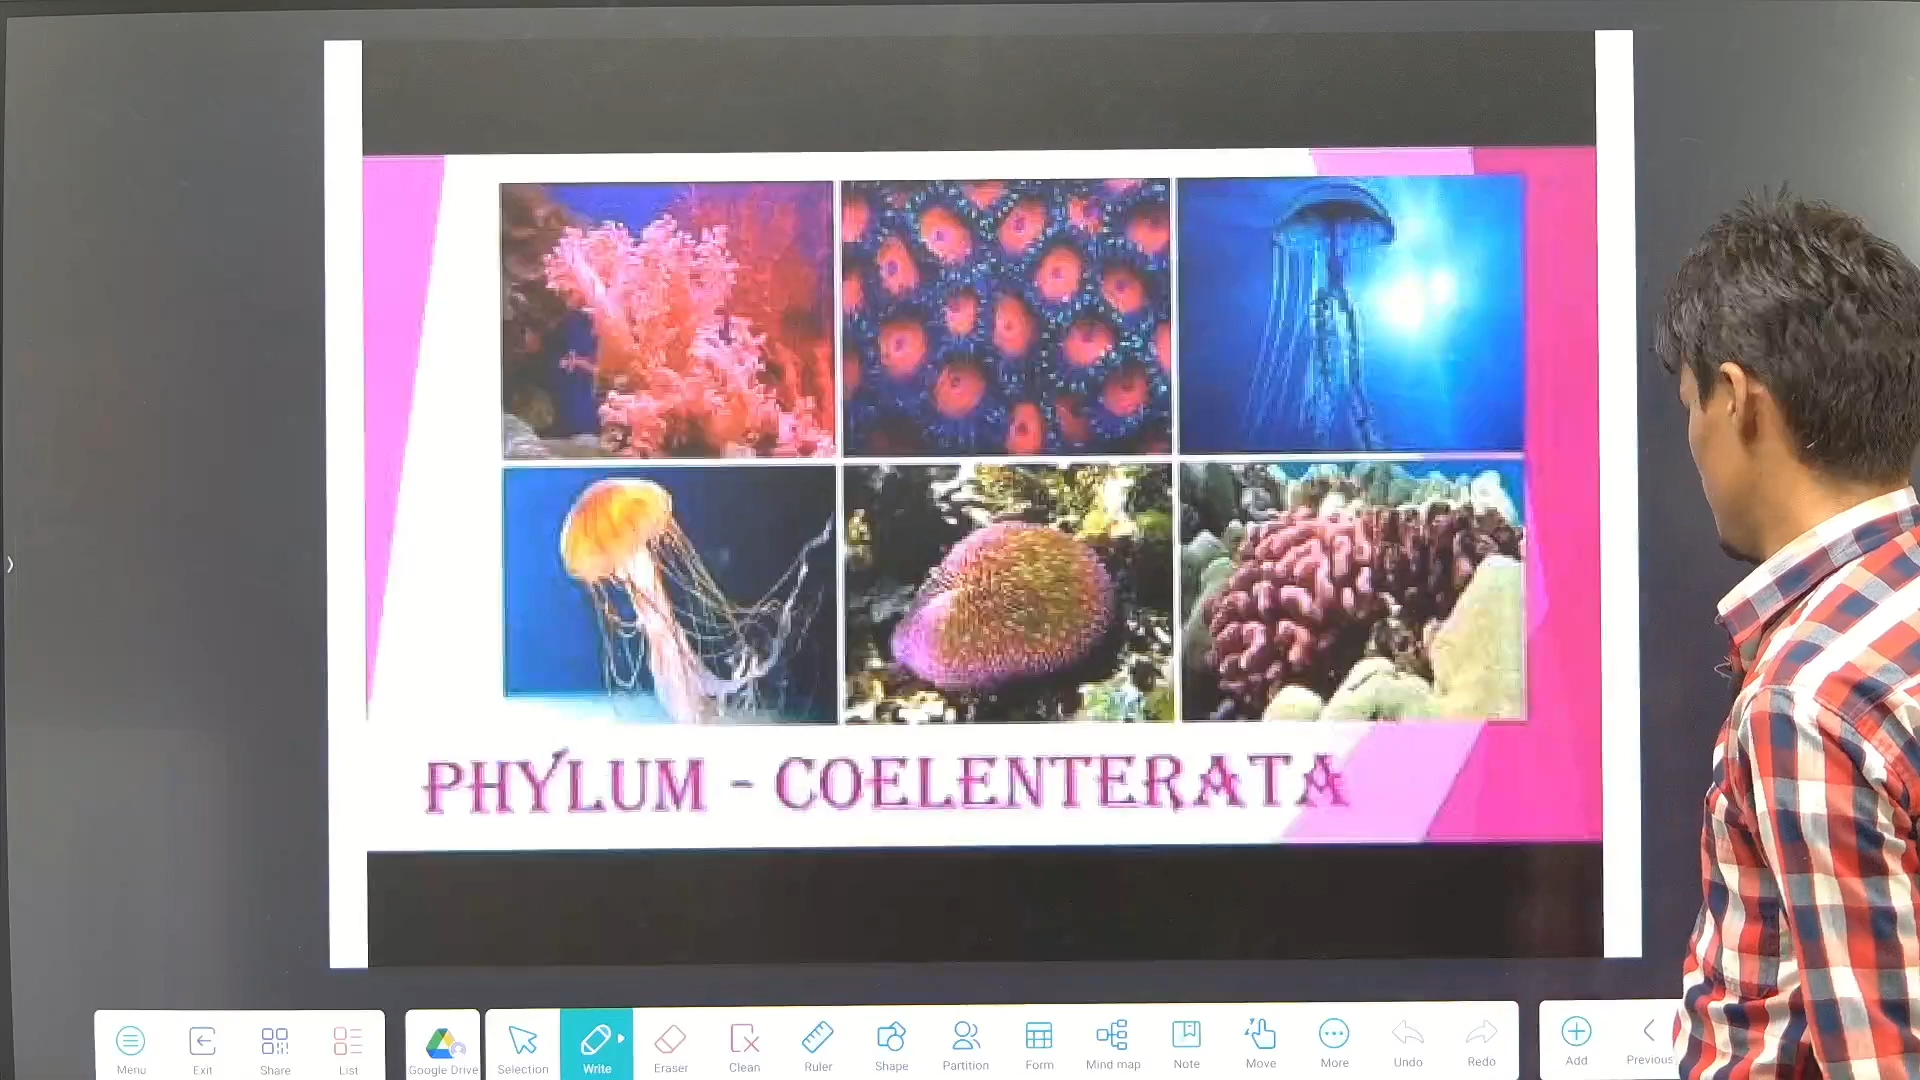 PHYLUM - COELENTERATA
Menu
Exit
Share
List
Google Drive
Selection
Write
Eraser
Clean
Ruler
Shape
Partition
Form
Mind map
Note
Move
More
Undo
Redo
Add
Previous